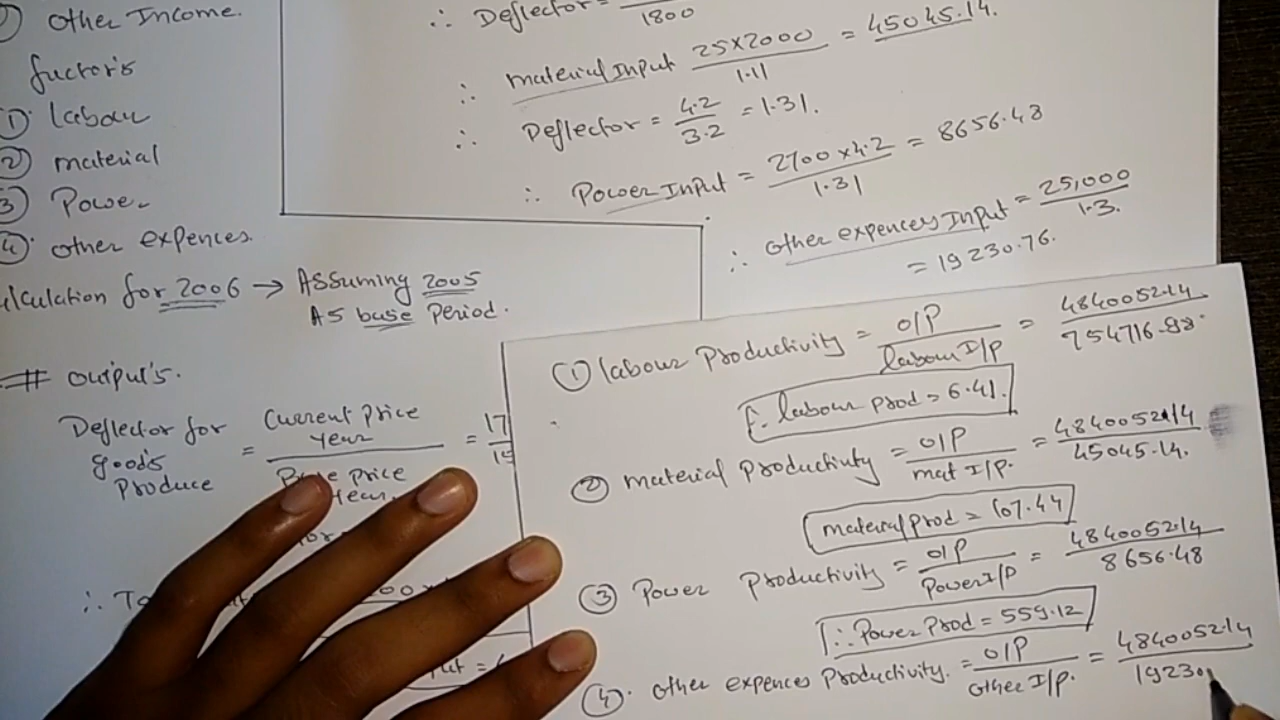 other Income.
factor's
① labour
② material
③ Power
④ other expences.
Calculation for 2006 → Assuming 2005
As base Period.
# Output's.
Deflector for goods Produce = Current Price year / Base Price Year = 17
∴ To
∴ Deflector = / 1800
∴ material Input 25x2000 / 1.11 = 45045.14.
∴ Deflector = 4.2 / 3.2 = 1.31.
∴ Power Input = 2700 x 4.2 / 1.31 = 8656.48
∴ other expences Input = 25,000 / 1.3.
= 19230.76.
① labour Productivity = O/P / labour I/P = 4840052.14 / 754716.98.
∴ labour prod = 6.41.
② material productivity = O/P / mat I/P. = 4840052.14 / 45045.14.
material prod = 107.44
③ Power Productivity = O/P / Power I/P = 4840052.14 / 8656.48
∴ Power Prod = 559.12
④. other expences Productivity. = O/P / other I/P. = 4840052.14 / 19230